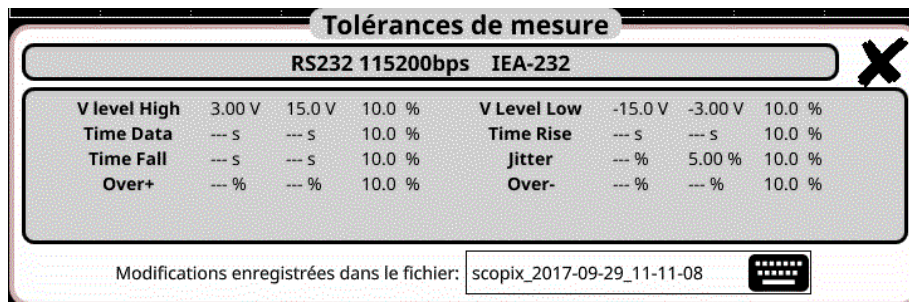 Tolérances de mesure
RS232 115200bps IEA-232
V level High 3.00 V 15.0 V 10.0 % V Level Low -15.0 V -3.00 V 10.0 %
Time Data --- s --- s 10.0 % Time Rise --- s --- s 10.0 %
Time Fall --- s --- s 10.0 % Jitter --- % 5.00 % 10.0 %
Over+ --- % --- % 10.0 % Over- --- % --- % 10.0 %
Modifications enregistrées dans le fichier: scopix_2017-09-29_11-11-08